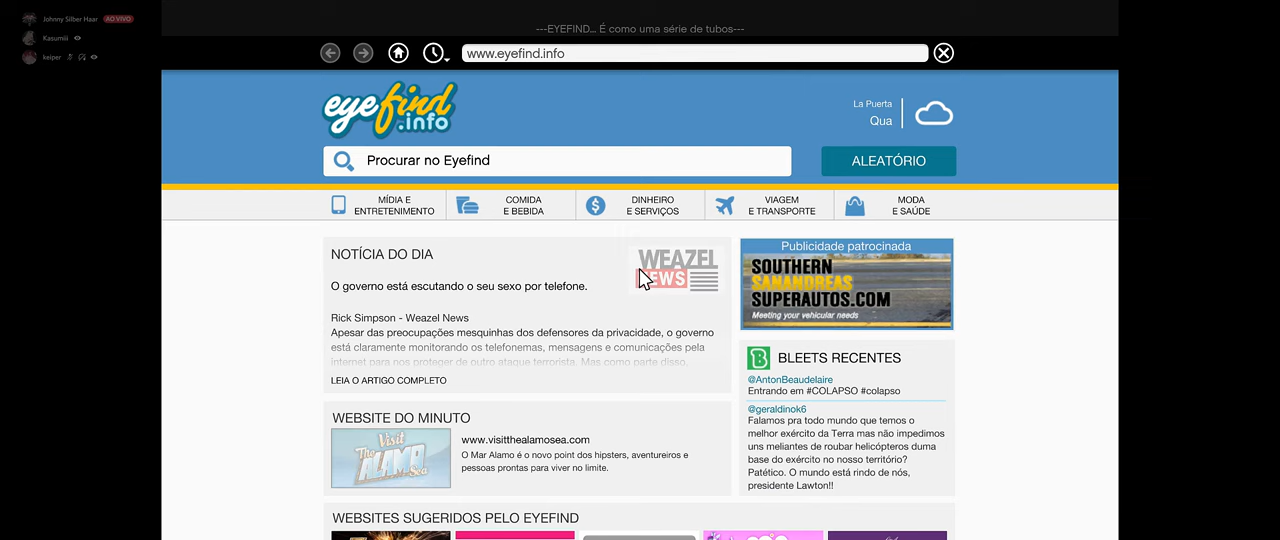 Johnny Silber Haar AO VIVO
Kasumiii
keiper
---EYEFIND... É como uma série de tubos---
www.eyefind.info
eyefind
.info
La Puerta
Qua
Procurar no Eyefind
ALEATÓRIO
MÍDIA E
ENTRETENIMENTO
COMIDA
E BEBIDA
DINHEIRO
E SERVIÇOS
VIAGEM
E TRANSPORTE
MODA
E SAÚDE
NOTÍCIA DO DIA
WEAZEL
NEWS
O governo está escutando o seu sexo por telefone.
Rick Simpson - Weazel News
Apesar das preocupações mesquinhas dos defensores da privacidade, o governo
está claramente monitorando os telefonemas, mensagens e comunicações pela
internet para nos proteger de outro ataque terrorista. Mas como parte disso,
LEIA O ARTIGO COMPLETO
Publicidade patrocinada
SOUTHERN
SANANDREAS
SUPERAUTOS.COM
Meeting your vehicular needs
B BLEETS RECENTES
@AntonBeaudelaire
Entrando em #COLAPSO #colapso
@geraldinok6
Falamos pra todo mundo que temos o
melhor exército da Terra mas não impedimos
uns meliantes de roubar helicópteros duma
base do exército no nosso território?
Patético. O mundo está rindo de nós,
presidente Lawton!!
WEBSITE DO MINUTO
Visit
The
ALAMO
Sea
www.visitthealamosea.com
O Mar Alamo é o novo point dos hipsters, aventureiros e
pessoas prontas para viver no limite.
WEBSITES SUGERIDOS PELO EYEFIND